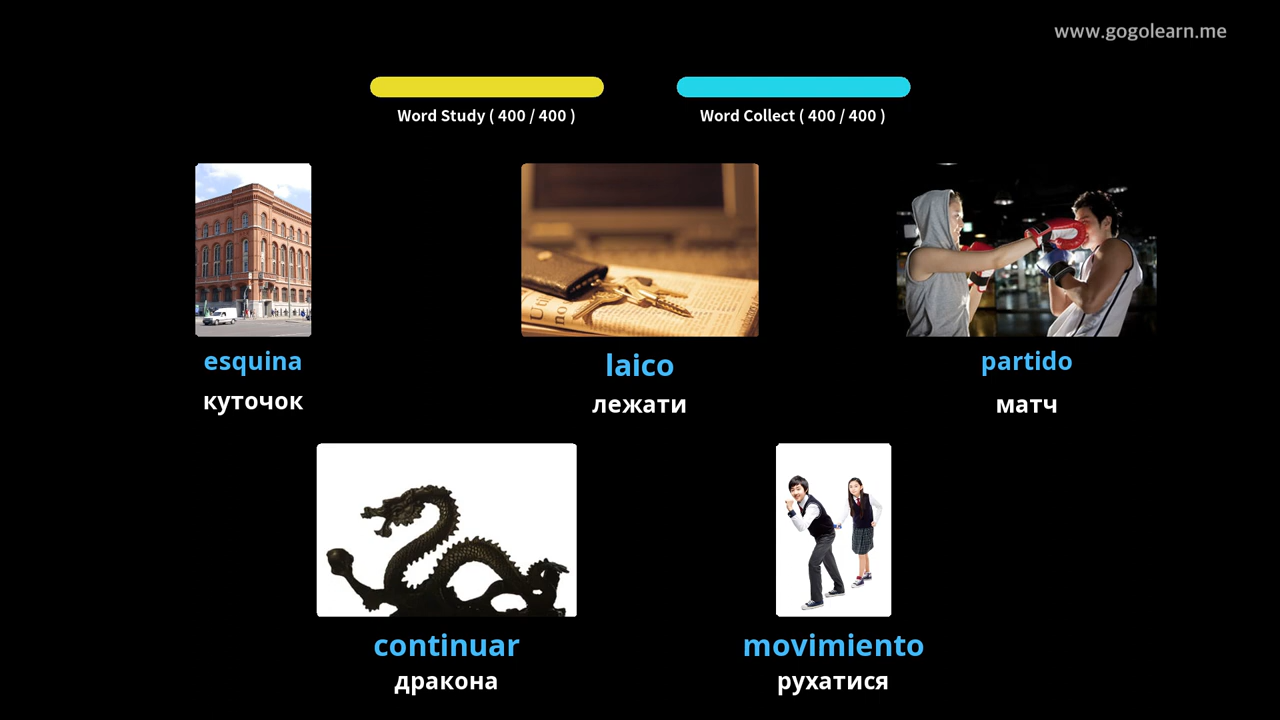 www.gogolearn.me
Word Study ( 400 / 400 )
Word Collect ( 400 / 400 )
esquina
куточок
laico
лежати
partido
матч
continuar
дракона
movimiento
рухатися